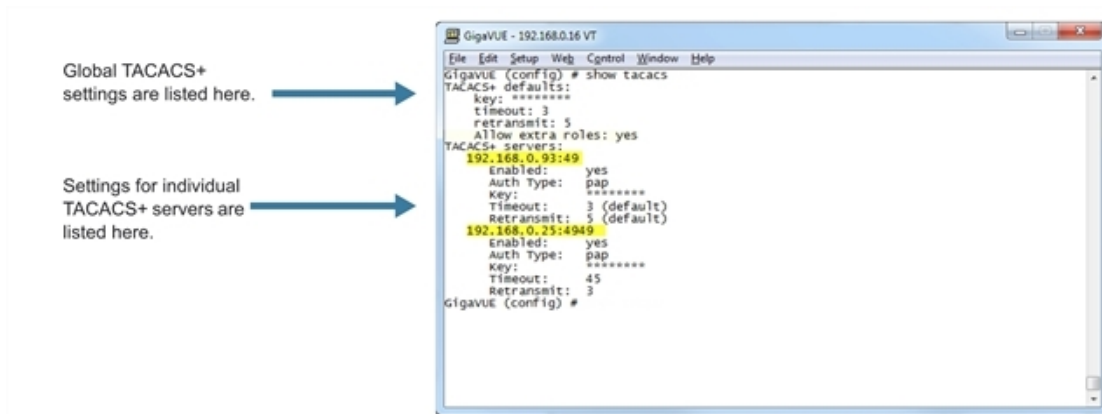 Global TACACS+
settings are listed here.
Settings for individual
TACACS+ servers are
listed here.
GigaVUE - 192.168.0.16 VT
File Edit Setup Web Control Window Help
GigaVUE (config) # show tacacs
TACACS+ defaults:
key: ********
timeout: 3
retransmit: 5
Allow extra roles: yes
TACACS+ servers:
192.168.0.93:49
Enabled: yes
Auth Type: pap
Key: ********
Timeout: 3 (default)
Retransmit: 5 (default)
192.168.0.25:4949
Enabled: yes
Auth Type: pap
Key: ********
Timeout: 45
Retransmit: 3
GigaVUE (config) #